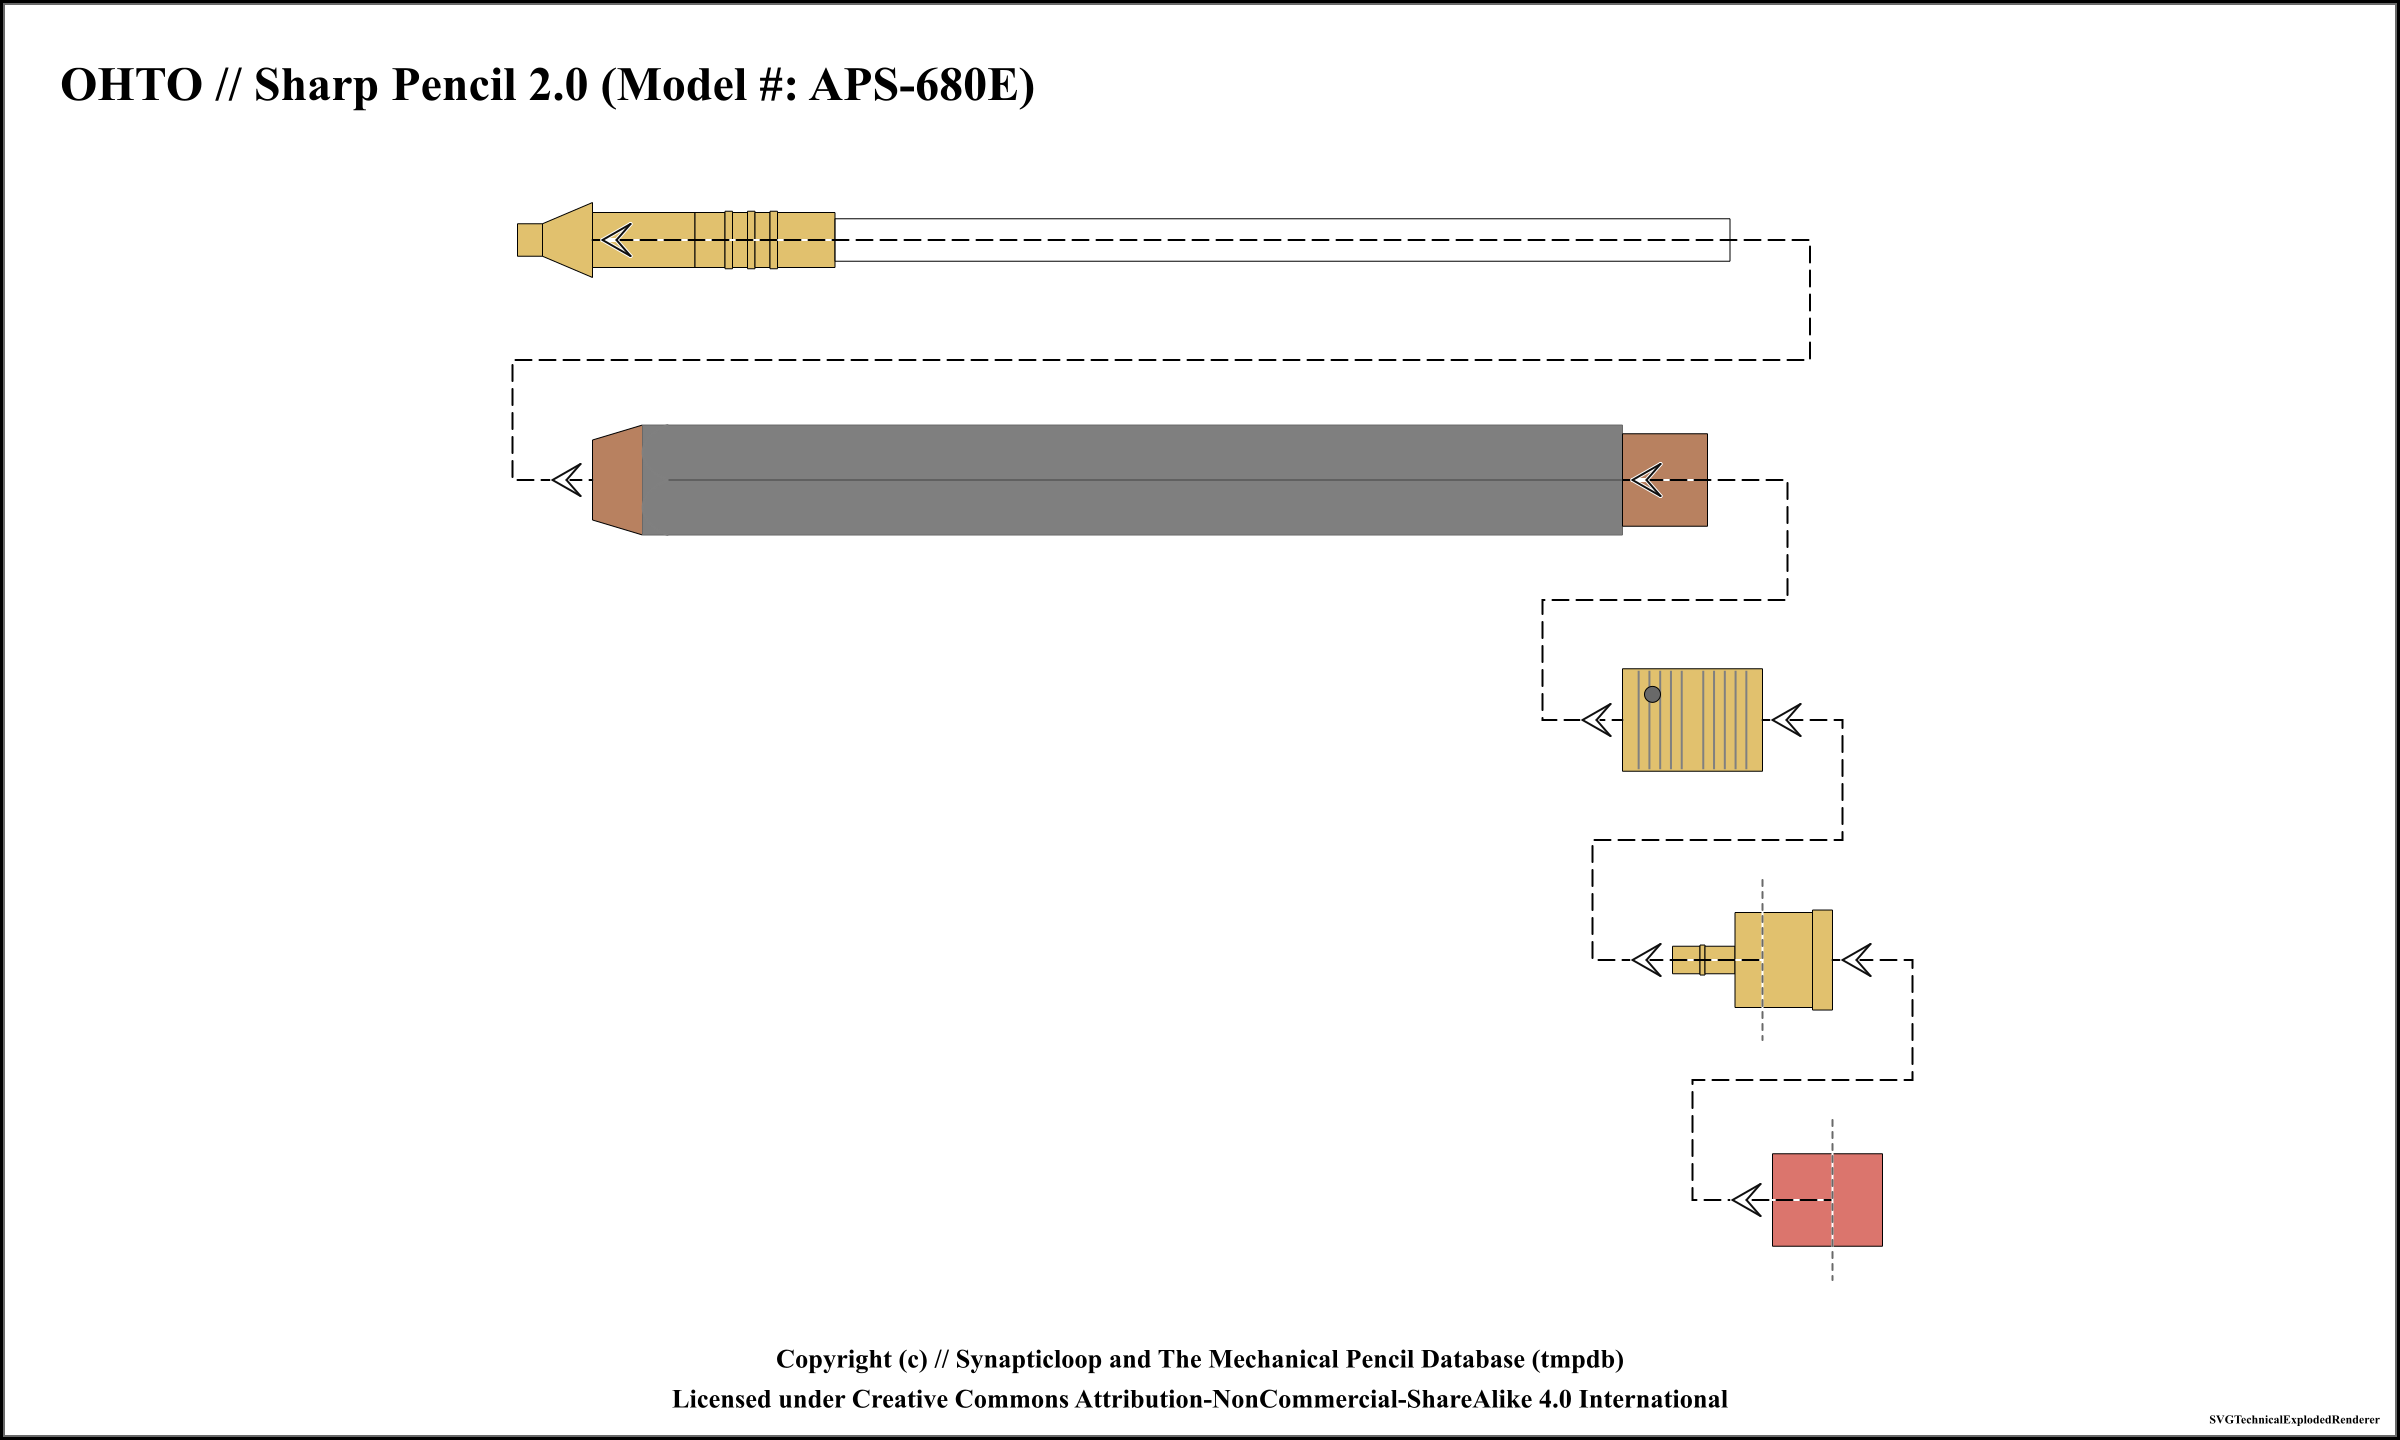 OHTO // Sharp Pencil 2.0 (Model #: APS-680E)
Copyright (c) // Synapticloop and The Mechanical Pencil Database (tmpdb)
Licensed under Creative Commons Attribution-NonCommercial-ShareAlike 4.0 International
SVGTechnicalExplodedRenderer